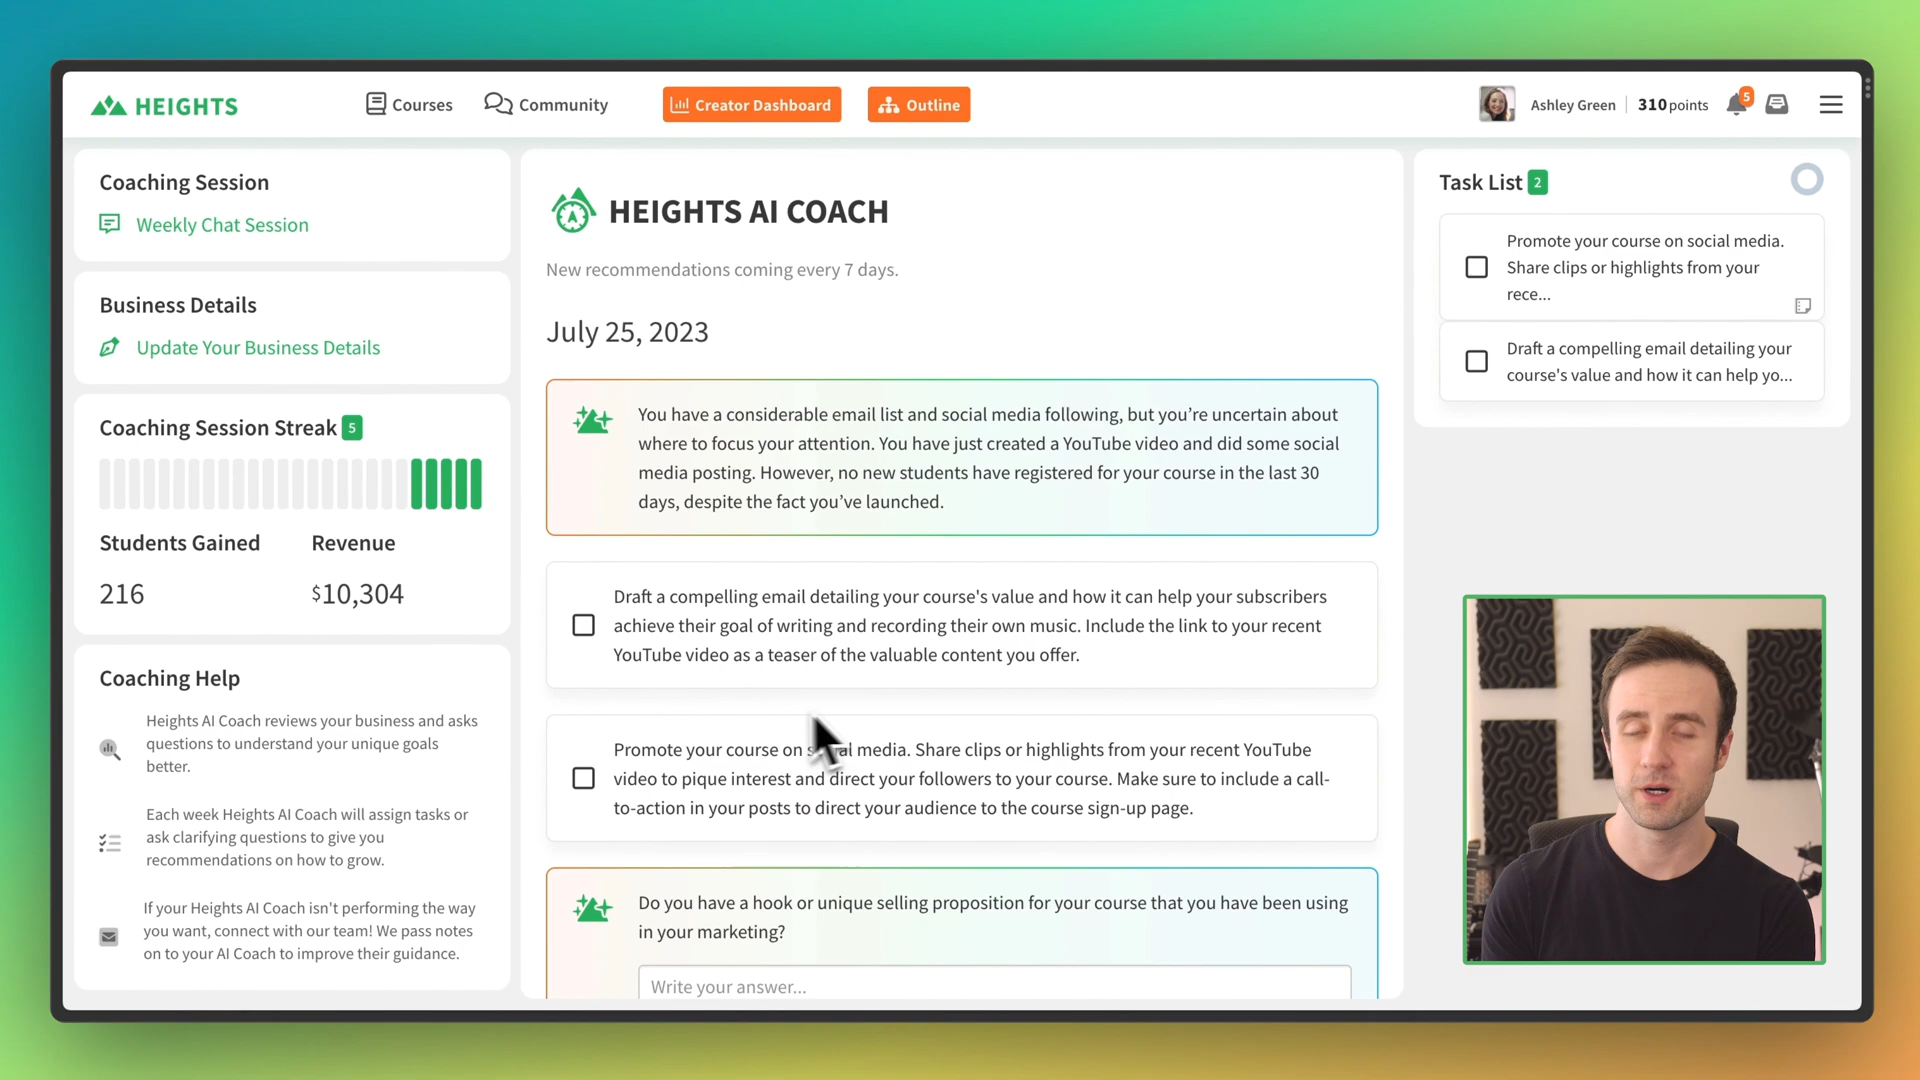 HEIGHTS
Courses
Community
Creator Dashboard
Outline
Ashley Green
310 points
5
Coaching Session
Weekly Chat Session
Business Details
Update Your Business Details
Coaching Session Streak 5
Students Gained
Revenue
216
$10,304
Coaching Help
Heights AI Coach reviews your business and asks
questions to understand your unique goals
better.
Each week Heights AI Coach will assign tasks or
ask clarifying questions to give you
recommendations on how to grow.
If your Heights AI Coach isn't performing the way
you want, connect with our team! We pass notes
on to your AI Coach to improve their guidance.
HEIGHTS AI COACH
New recommendations coming every 7 days.
July 25, 2023
You have a considerable email list and social media following, but you’re uncertain about
where to focus your attention. You have just created a YouTube video and did some social
media posting. However, no new students have registered for your course in the last 30
days, despite the fact you’ve launched.
Draft a compelling email detailing your course's value and how it can help your subscribers
achieve their goal of writing and recording their own music. Include the link to your recent
YouTube video as a teaser of the valuable content you offer.
Promote your course on social media. Share clips or highlights from your recent YouTube
video to pique interest and direct your followers to your course. Make sure to include a call-
to-action in your posts to direct your audience to the course sign-up page.
Do you have a hook or unique selling proposition for your course that you have been using
in your marketing?
Write your answer...
Task List 2
Promote your course on social media.
Share clips or highlights from your
rece...
Draft a compelling email detailing your
course's value and how it can help yo...